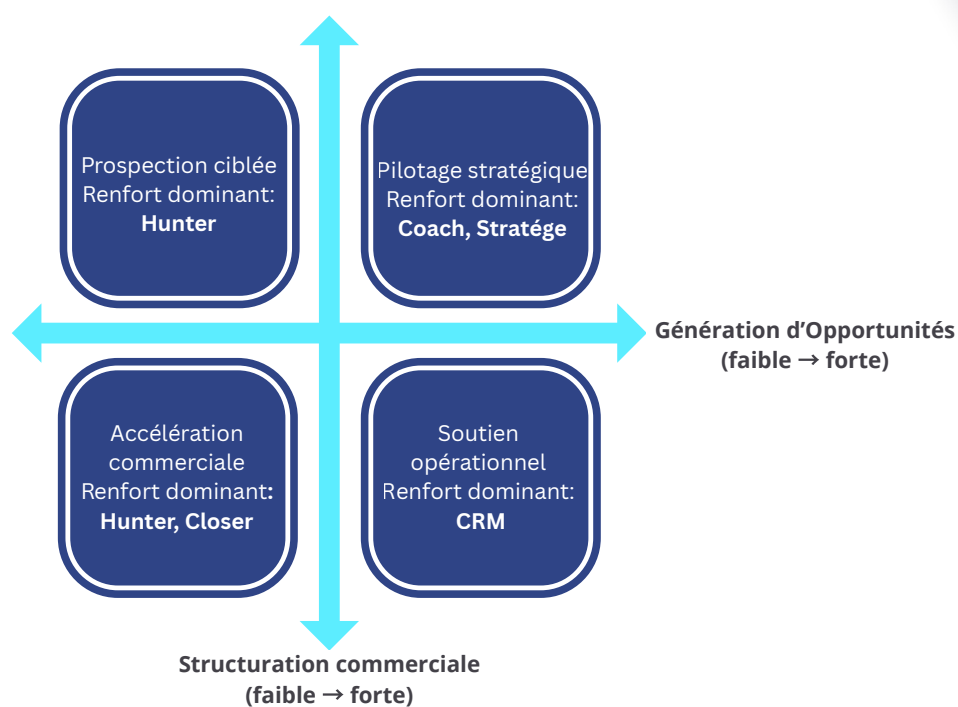 Prospection ciblée
Renfort dominant:
Hunter
Pilotage stratégique
Renfort dominant:
Coach, Stratége
Génération d’Opportunités
(faible → forte)
Accélération
commerciale
Renfort dominant:
Hunter, Closer
Soutien
opérationnel
Renfort dominant:
CRM
Structuration commerciale
(faible → forte)